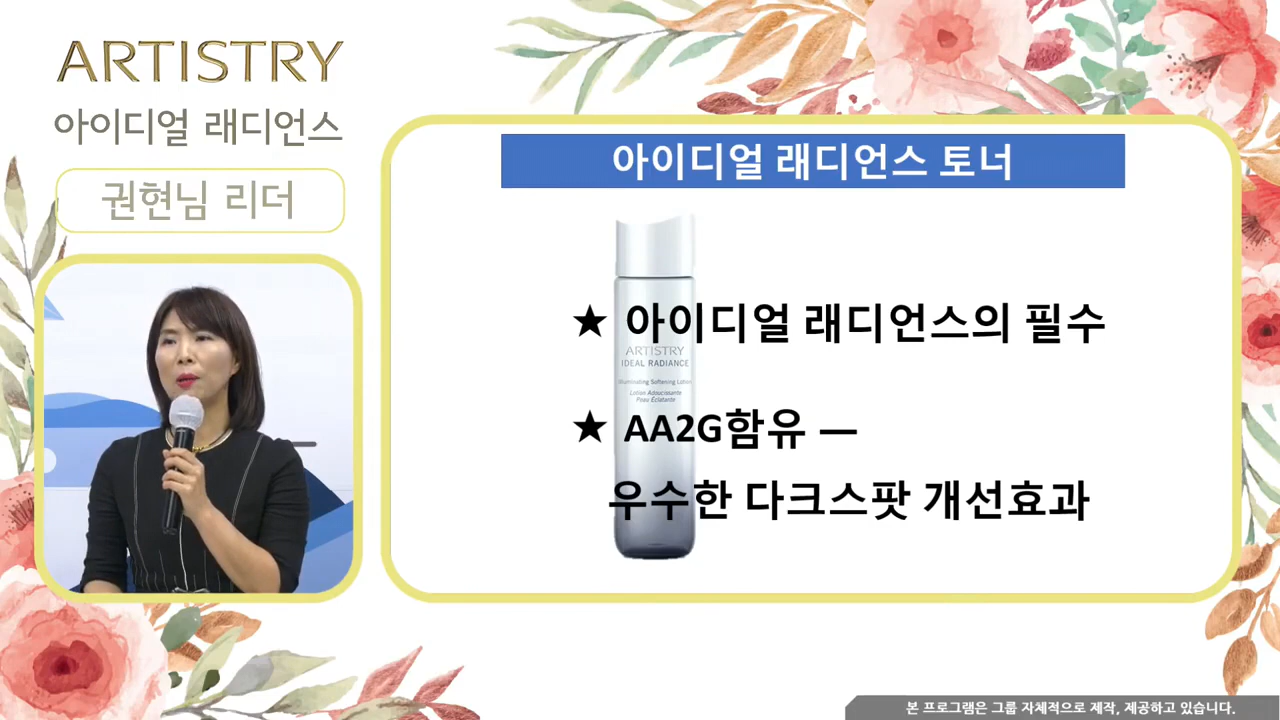 ARTISTRY
아이디얼 래디언스
권현님 리더
아이디얼 래디언스 토너
★ 아이디얼 래디언스의 필수
ARTISTRY
IDEAL RADIANCE
Illuminating Softening Lotion
Lotion Adoucissante
Peau Éclatante
★ AA2G함유 —
우수한 다크스팟 개선효과
본 프로그램은 그룹 자체적으로 제작, 제공하고 있습니다.